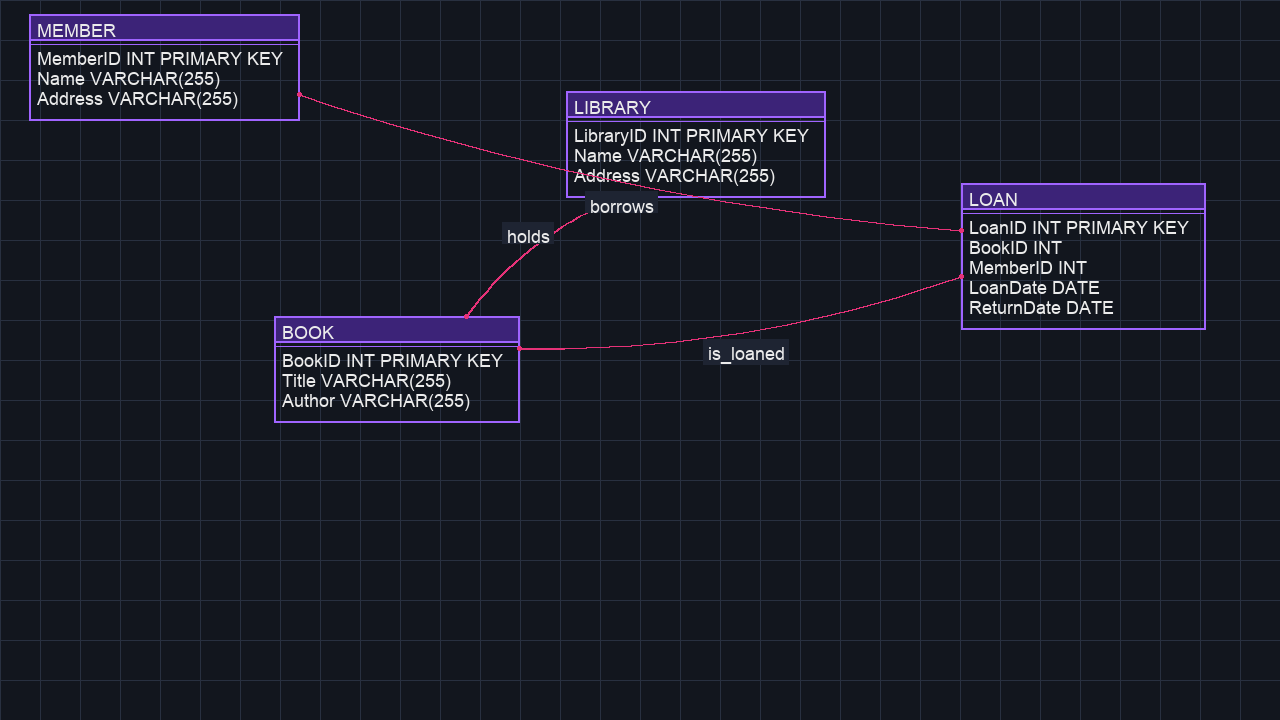 MEMBER
MemberID INT PRIMARY KEY
Name VARCHAR(255)
Address VARCHAR(255)
LIBRARY
LibraryID INT PRIMARY KEY
Name VARCHAR(255)
Address VARCHAR(255)
borrows
holds
LOAN
LoanID INT PRIMARY KEY
BookID INT
MemberID INT
LoanDate DATE
ReturnDate DATE
BOOK
BookID INT PRIMARY KEY
Title VARCHAR(255)
Author VARCHAR(255)
is_loaned